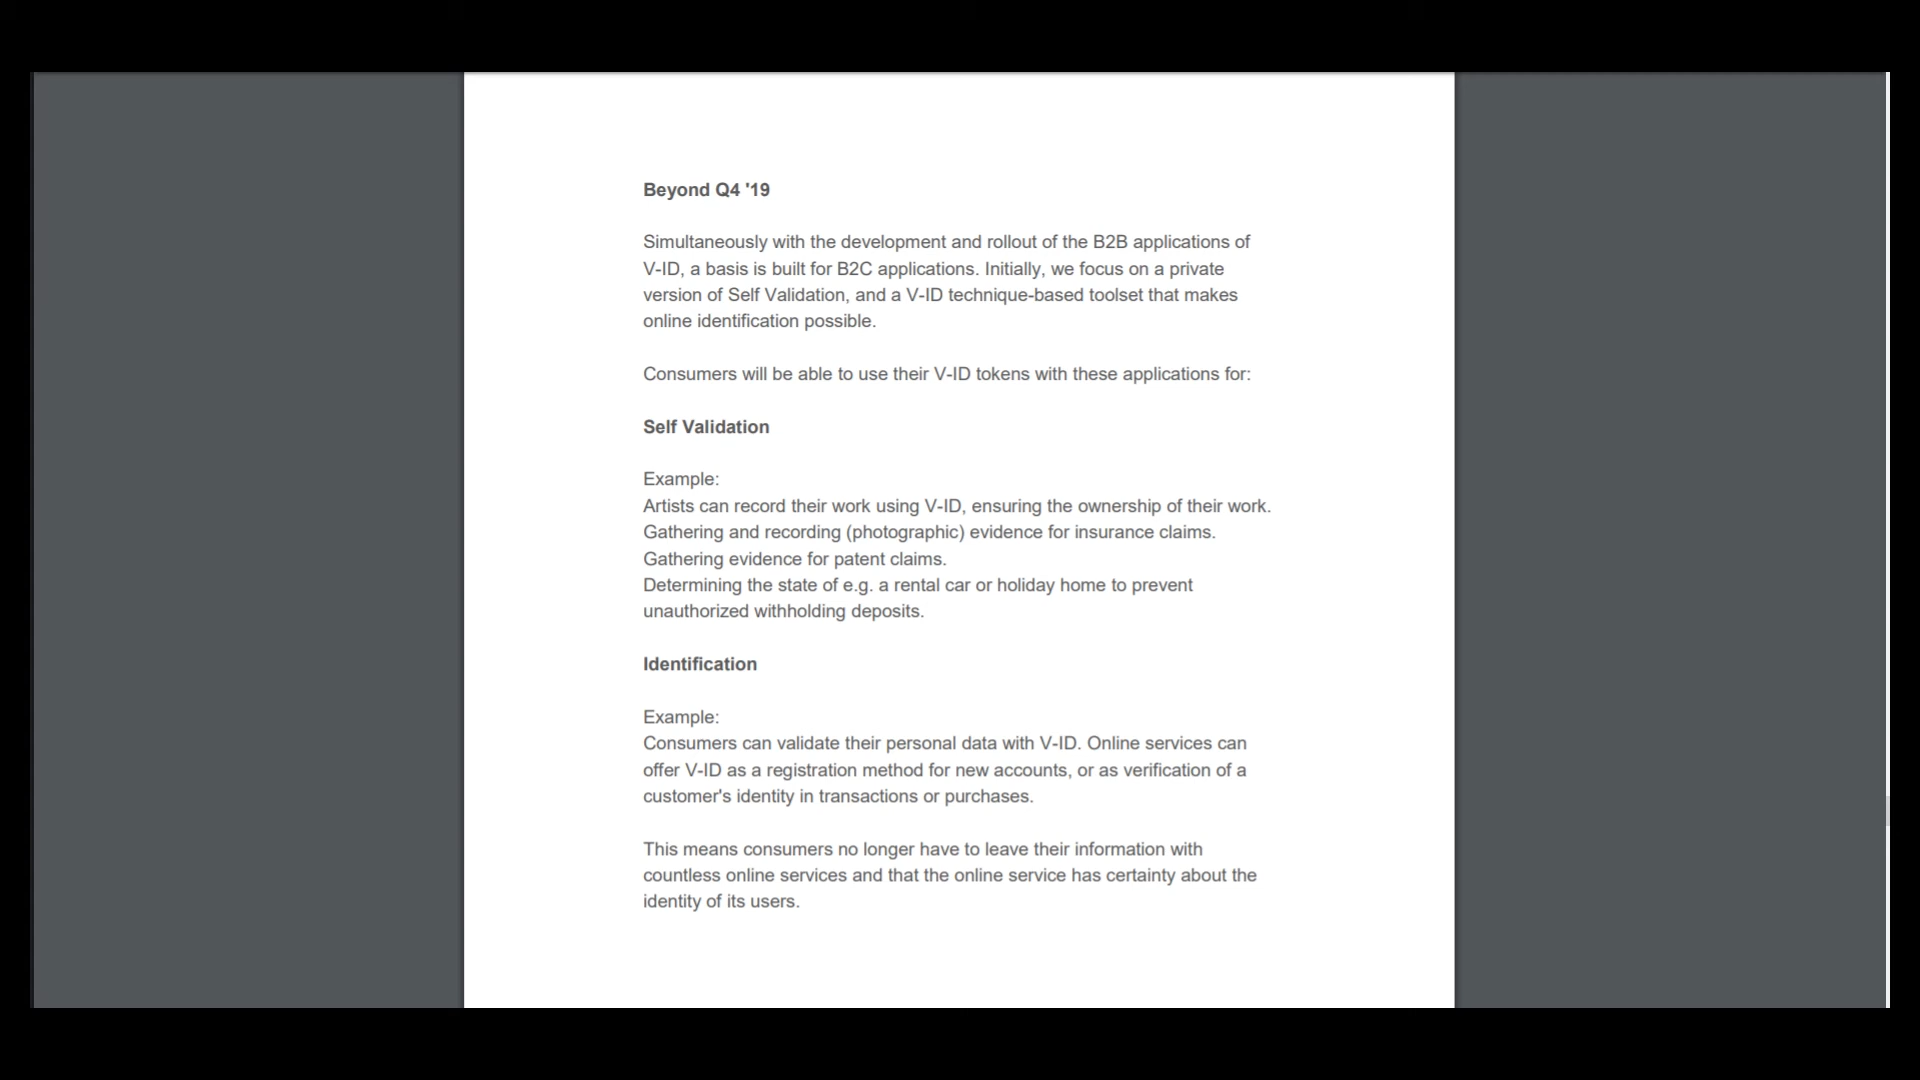 Beyond Q4 '19
Simultaneously with the development and rollout of the B2B applications of
V-ID, a basis is built for B2C applications. Initially, we focus on a private
version of Self Validation, and a V-ID technique-based toolset that makes
online identification possible.
Consumers will be able to use their V-ID tokens with these applications for:
Self Validation
Example:
Artists can record their work using V-ID, ensuring the ownership of their work.
Gathering and recording (photographic) evidence for insurance claims.
Gathering evidence for patent claims.
Determining the state of e.g. a rental car or holiday home to prevent
unauthorized withholding deposits.
Identification
Example:
Consumers can validate their personal data with V-ID. Online services can
offer V-ID as a registration method for new accounts, or as verification of a
customer's identity in transactions or purchases.
This means consumers no longer have to leave their information with
countless online services and that the online service has certainty about the
identity of its users.